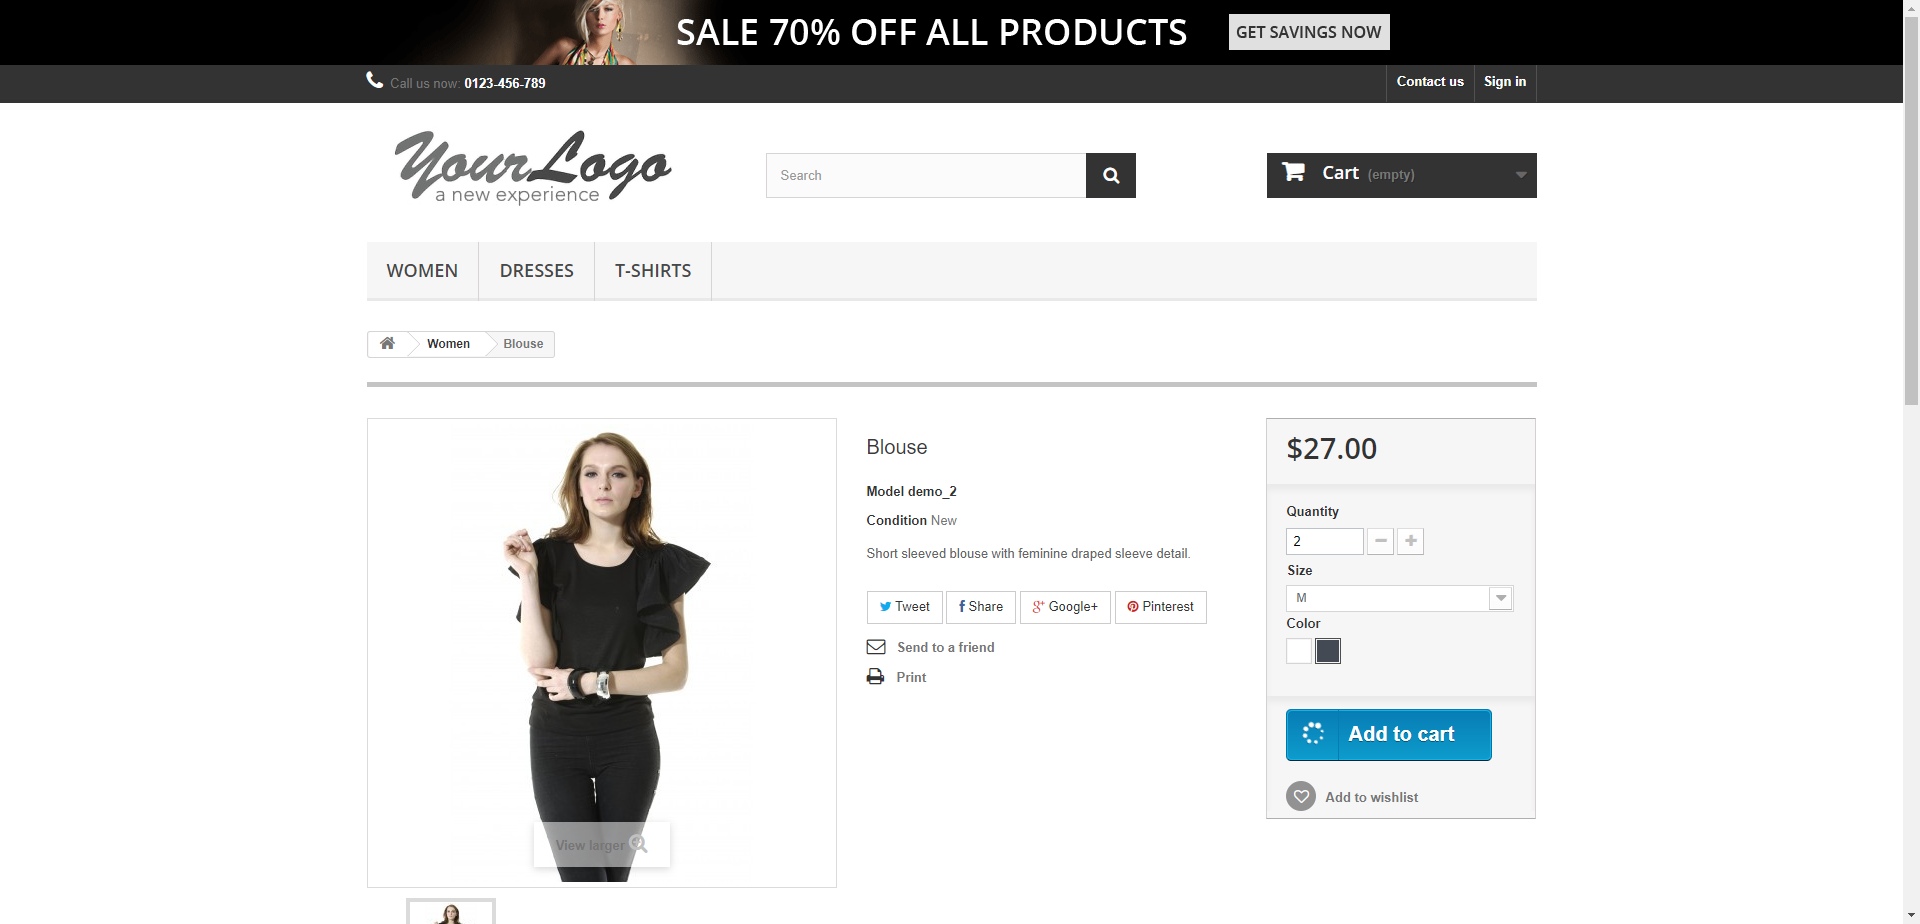 SALE 70% OFF ALL PRODUCTS
GET SAVINGS NOW
Call us now: 0123-456-789
Contact us
Sign in
YourLogo
a new experience
Search
Cart (empty)
WOMEN
DRESSES
T-SHIRTS
Women
Blouse
Blouse
Model demo_2
Condition New
Short sleeved blouse with feminine draped sleeve detail.
Tweet
Share
Google+
Pinterest
Send to a friend
Print
View larger
$27.00
Quantity
2
Size
M
Color
Add to cart
Add to wishlist